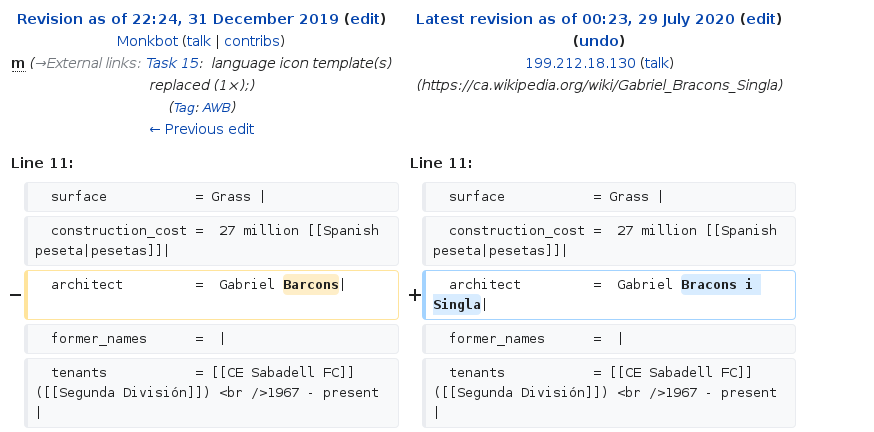 Revision as of 22:24, 31 December 2019 (edit)
Monkbot (talk | contribs)
m (→External links: Task 15: language icon template(s)
replaced (1×);)
(Tag: AWB)
← Previous edit
Latest revision as of 00:23, 29 July 2020 (edit)
(undo)
199.212.18.130 (talk)
(https://ca.wikipedia.org/wiki/Gabriel_Bracons_Singla)
Line 11:
Line 11:
surface = Grass |
surface = Grass |
construction_cost = 27 million [[Spanish
peseta|pesetas]]|
construction_cost = 27 million [[Spanish
peseta|pesetas]]|
− architect = Gabriel Barcons|
+ architect = Gabriel Bracons i
Singla|
former_names = |
former_names = |
tenants = [[CE Sabadell FC]]
([[Segunda División]]) <br />1967 - present
|
tenants = [[CE Sabadell FC]]
([[Segunda División]]) <br />1967 - present
|